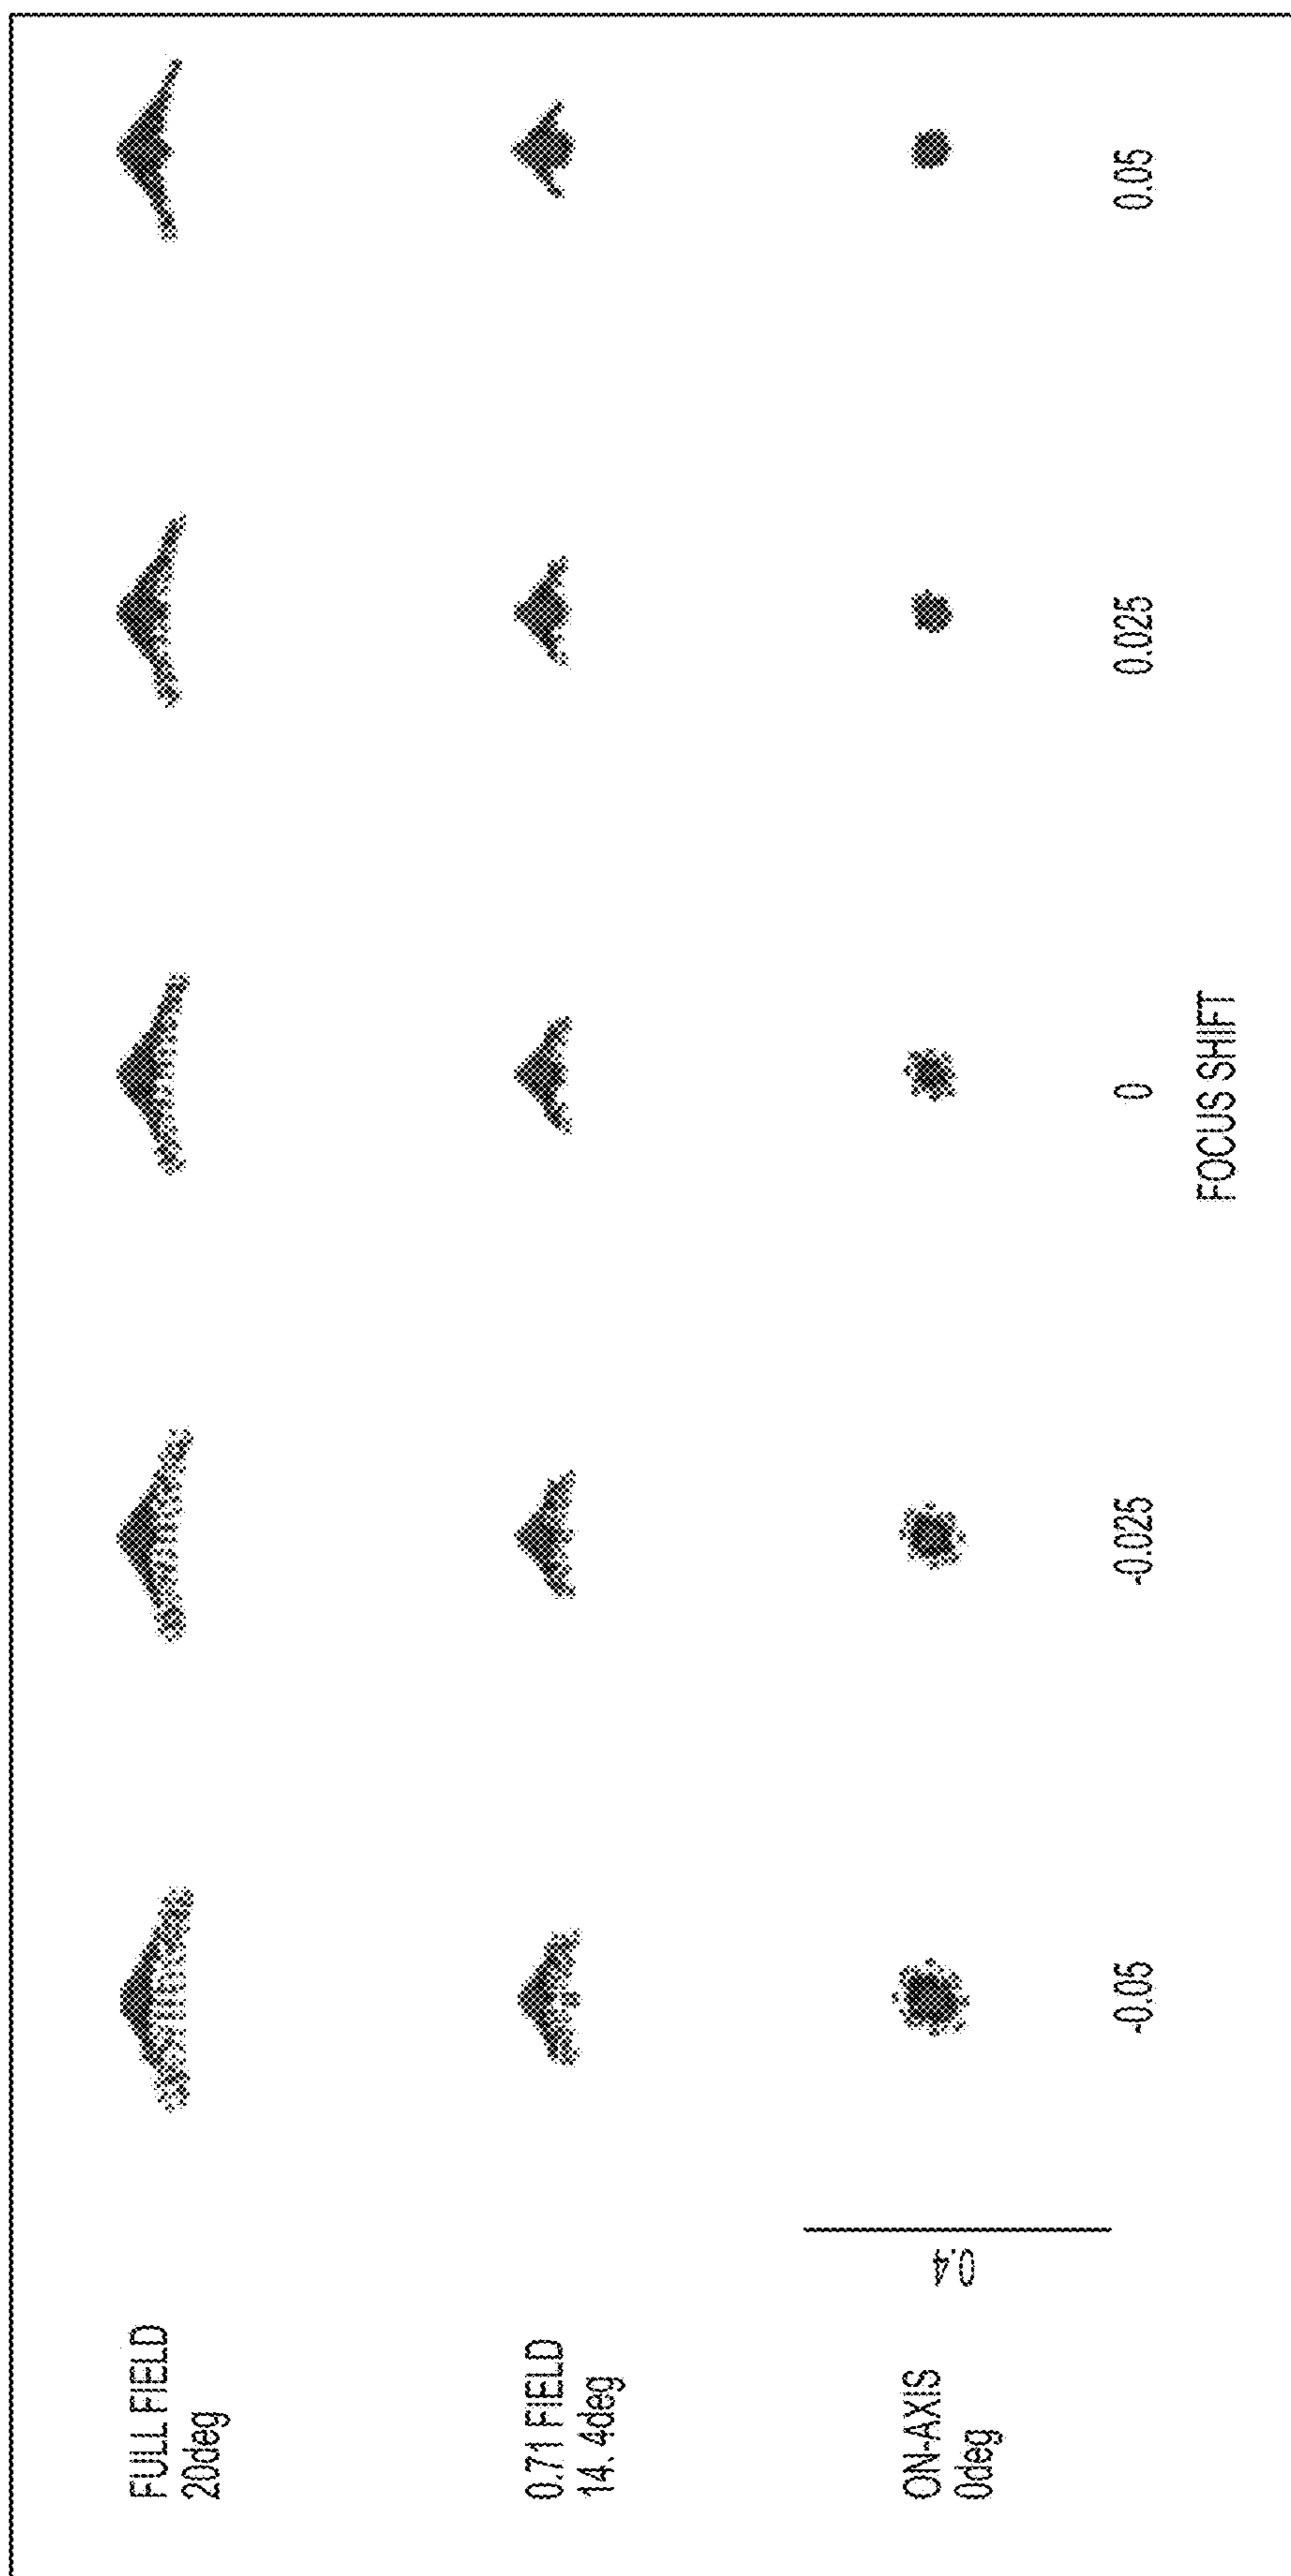 FULL FIELD
20deg
0.71 FIELD
14. 4deg
ON-AXIS
0deg
0.4
-0.05
-0.025
0
0.025
0.05
FOCUS SHIFT